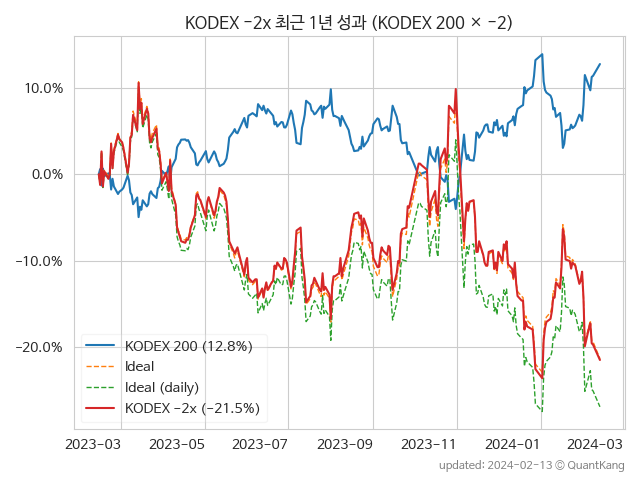 KODEX -2x 최근 1년 성과 (KODEX 200 × -2)
10.0%
0.0%
-10.0%
-20.0%
KODEX 200 (12.8%)
Ideal
Ideal (daily)
KODEX -2x (-21.5%)
2023-03 2023-05 2023-07 2023-09 2023-11 2024-01 2024-03
updated: 2024-02-13 ⓒ QuantKang